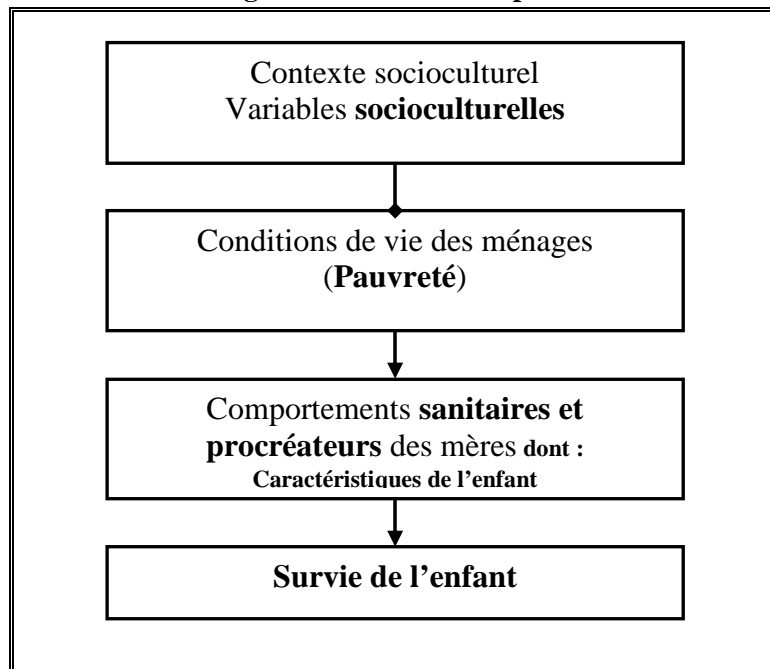 Contexte socioculturel
Variables socioculturelles
Conditions de vie des ménages
(Pauvreté)
Comportements sanitaires et
procréateurs des mères dont :
Caractéristiques de l'enfant
Survie de l'enfant